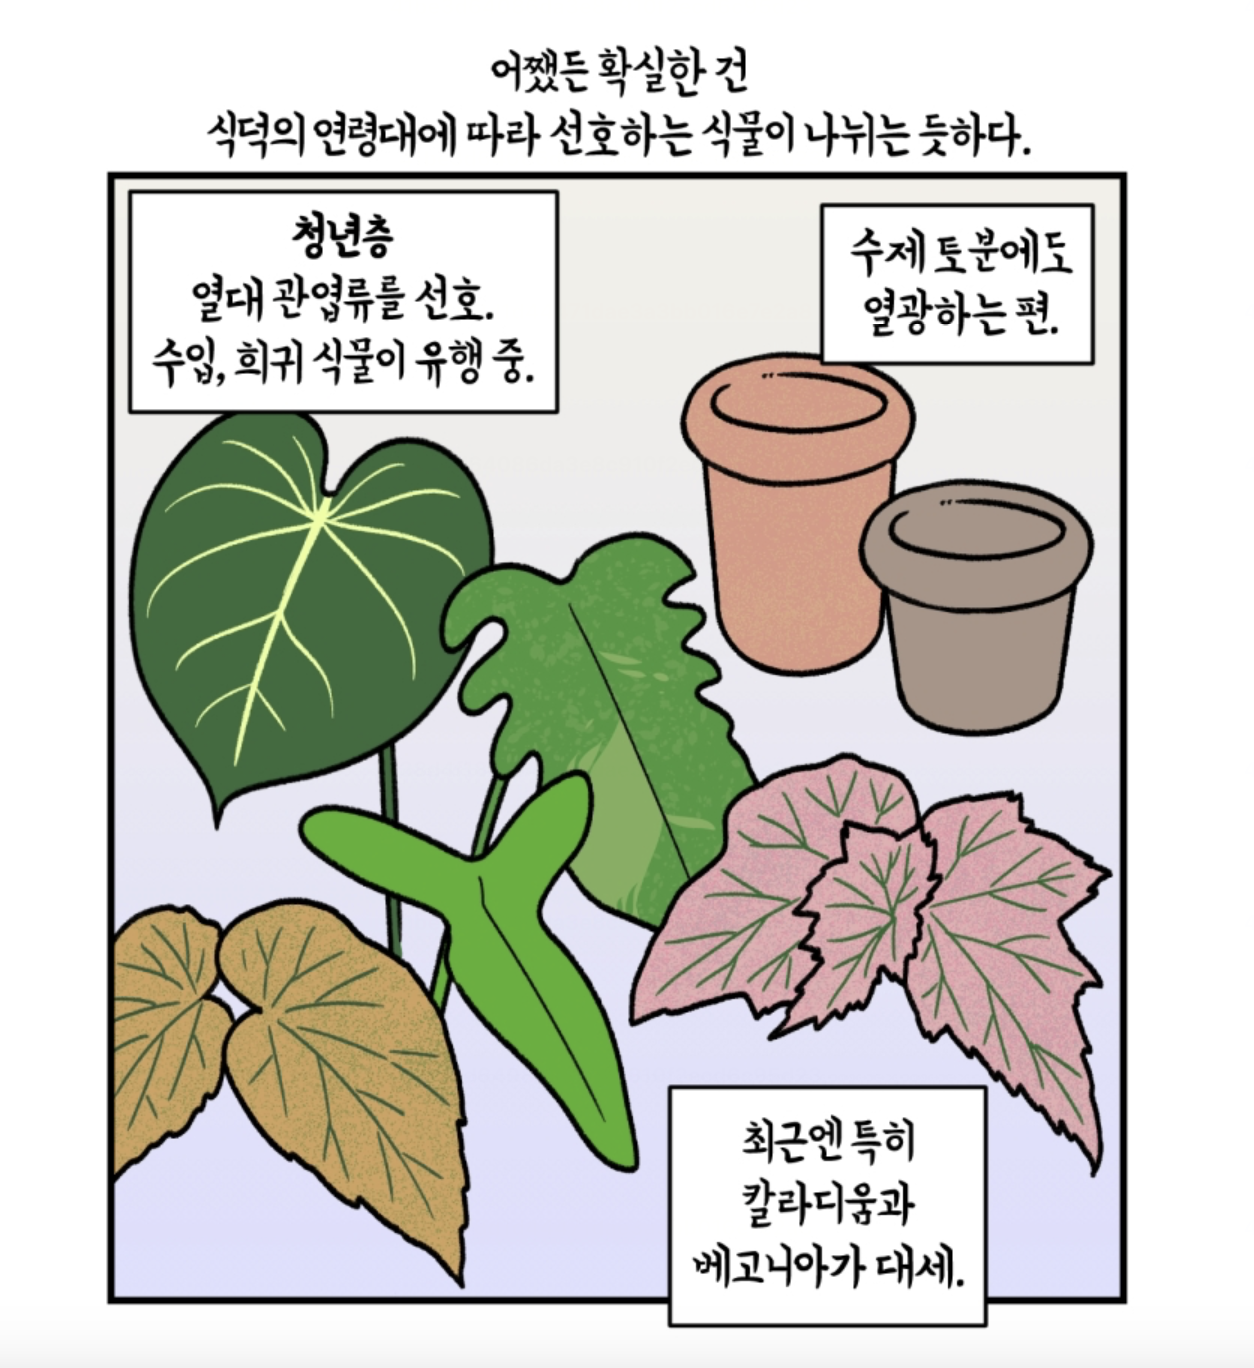 어쨌든 확실한 건
식덕의 연령대에 따라 선호하는 식물이 나뉘는 듯하다.
청년층
열대 관엽류를 선호.
수입, 희귀 식물이 유행 중.
수제 토분에도
열광하는 편.
최근엔 특히
칼라디움과
베고니아가 대세.